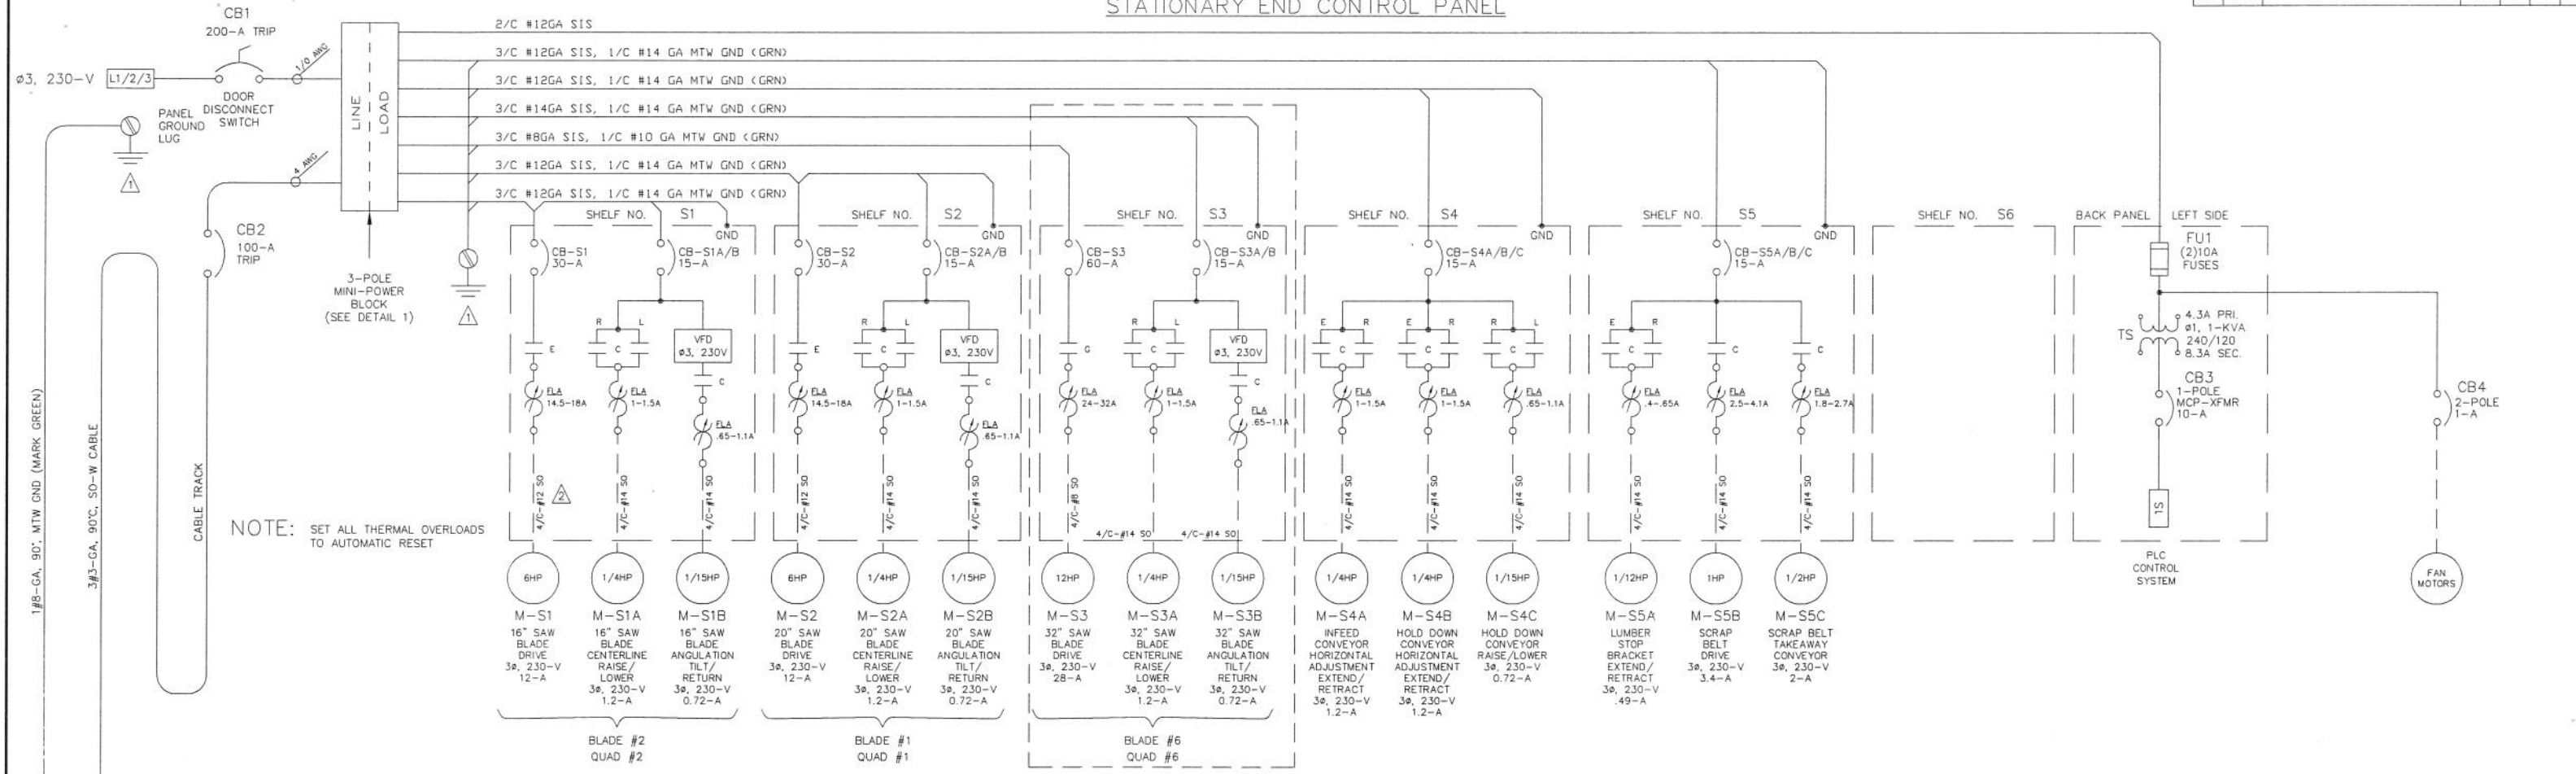 STATIONARY END CONTROL PANEL
CB1
200-A TRIP
ø3, 230-V
L1/2/3
1/0 AWG
DOOR
DISCONNECT
SWITCH
PANEL
GROUND
LUG
1
4 AWG
LINE
LOAD
2/C #12GA SIS
3/C #12GA SIS, 1/C #14 GA MTW GND (GRN)
3/C #12GA SIS, 1/C #14 GA MTW GND (GRN)
3/C #14GA SIS, 1/C #14 GA MTW GND (GRN)
3/C #8GA SIS, 1/C #10 GA MTW GND (GRN)
3/C #12GA SIS, 1/C #14 GA MTW GND (GRN)
3/C #12GA SIS, 1/C #14 GA MTW GND (GRN)
CB2
100-A
TRIP
3-POLE
MINI-POWER
BLOCK
(SEE DETAIL 1)
1
1#8-GA, 90°, MTW GND (MARK GREEN)
3#3-GA, 90°C, SO-W CABLE
CABLE TRACK
NOTE: SET ALL THERMAL OVERLOADS
TO AUTOMATIC RESET
SHELF NO. S1
GND
CB-S1
30-A
CB-S1A/B
15-A
E
R
L
C
VFD
ø3, 230V
C
FLA
14.5-18A
FLA
1-1.5A
FLA
.65-1.1A
4/C-#12 SO
2
4/C-#14 SO
4/C-#14 SO
6HP
1/4HP
1/15HP
M-S1
16" SAW
BLADE
DRIVE
3ø, 230-V
12-A
M-S1A
16" SAW
BLADE
CENTERLINE
RAISE/
LOWER
3ø, 230-V
1.2-A
M-S1B
16" SAW
BLADE
ANGULATION
TILT/
RETURN
3ø, 230-V
0.72-A
BLADE #2
QUAD #2
SHELF NO. S2
GND
CB-S2
30-A
CB-S2A/B
15-A
E
R
L
C
VFD
ø3, 230V
C
FLA
14.5-18A
FLA
1-1.5A
FLA
.65-1.1A
4/C-#12 SO
4/C-#14 SO
4/C-#14 SO
6HP
1/4HP
1/15HP
M-S2
20" SAW
BLADE
DRIVE
3ø, 230-V
12-A
M-S2A
20" SAW
BLADE
CENTERLINE
RAISE/
LOWER
3ø, 230-V
1.2-A
M-S2B
20" SAW
BLADE
ANGULATION
TILT/
RETURN
3ø, 230-V
0.72-A
BLADE #1
QUAD #1
SHELF NO. S3
GND
CB-S3
60-A
CB-S3A/B
15-A
G
R
L
C
VFD
ø3, 230V
C
FLA
24-32A
FLA
1-1.5A
FLA
.65-1.1A
4/C-#8 SO
4/C-#14 SO
4/C-#14 SO
12HP
1/4HP
1/15HP
M-S3
32" SAW
BLADE
DRIVE
3ø, 230-V
28-A
M-S3A
32" SAW
BLADE
CENTERLINE
RAISE/
LOWER
3ø, 230-V
1.2-A
M-S3B
32" SAW
BLADE
ANGULATION
TILT/
RETURN
3ø, 230-V
0.72-A
BLADE #6
QUAD #6
SHELF NO. S4
GND
CB-S4A/B/C
15-A
E
R
C
E
R
C
R
L
C
FLA
1-1.5A
FLA
1-1.5A
FLA
.65-1.1A
4/C-#14 SO
4/C-#14 SO
4/C-#14 SO
1/4HP
1/4HP
1/15HP
M-S4A
INFEED
CONVEYOR
HORIZONTAL
ADJUSTMENT
EXTEND/
RETRACT
3ø, 230-V
1.2-A
M-S4B
HOLD DOWN
CONVEYOR
HORIZONTAL
ADJUSTMENT
EXTEND/
RETRACT
3ø, 230-V
1.2-A
M-S4C
HOLD DOWN
CONVEYOR
RAISE/LOWER
3ø, 230-V
0.72-A
SHELF NO. S5
GND
CB-S5A/B/C
15-A
E
R
C
C
C
FLA
.4-.65A
FLA
2.5-4.1A
FLA
1.8-2.7A
4/C-#14 SO
4/C-#14 SO
4/C-#14 SO
1/12HP
1HP
1/2HP
M-S5A
LUMBER
STOP
BRACKET
EXTEND/
RETRACT
3ø, 230-V
.49-A
M-S5B
SCRAP
BELT
DRIVE
3ø, 230-V
3.4-A
M-S5C
SCRAP BELT
TAKEAWAY
CONVEYOR
3ø, 230-V
2-A
SHELF NO. S6
BACK PANEL LEFT SIDE
FU1
(2)10A
FUSES
TS
4.3A PRI.
ø1, 1-KVA
240/120
8.3A SEC.
CB3
1-POLE
MCP-XFMR
10-A
1S
PLC
CONTROL
SYSTEM
CB4
2-POLE
1-A
FAN
MOTORS